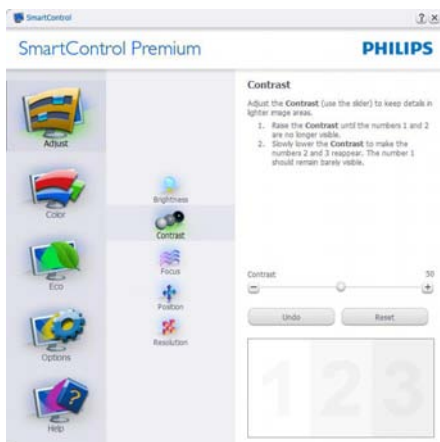 SmartControl
? x
SmartControl Premium
PHILIPS
Adjust
Color
Eco
Options
Help
Brightness
Contrast
Focus
Position
Resolution
Contrast
Adjust the Contrast (use the slider) to keep details in
lighter image areas.
1. Raise the Contrast until the numbers 1 and 2
are no longer visible.
2. Slowly lower the Contrast to make the
numbers 2 and 3 reappear. The number 1
should remain barely visible.
Contrast 50
Undo Reset
1 2 3